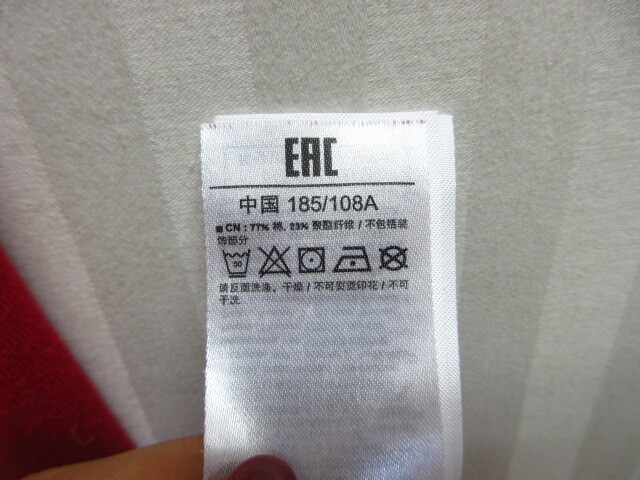 EAC
中国 185/108A
CN : 77% 棉, 23% 聚酯纤维 / 不包括装
饰部分
30
请反面洗涤、干燥 / 不可熨烫印花 / 不可
干洗